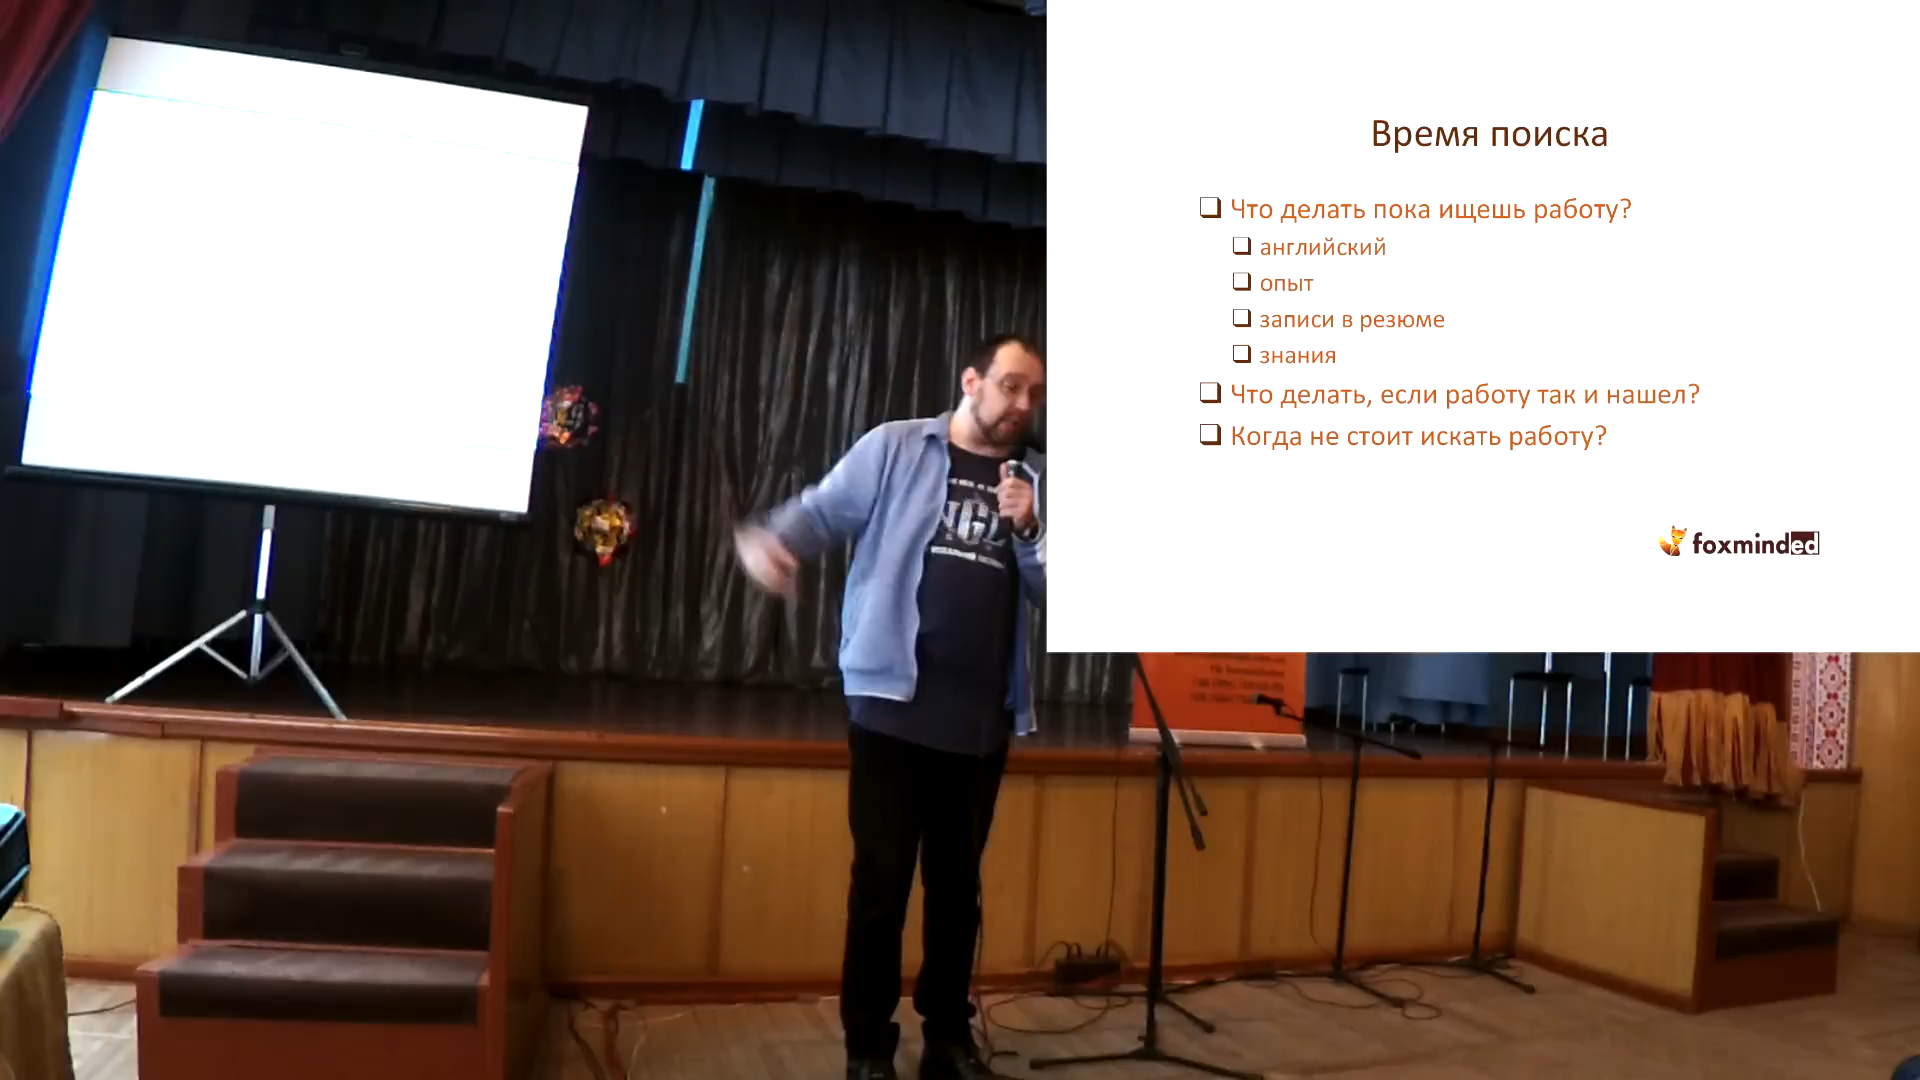 Время поиска
Что делать пока ищешь работу?
английский
опыт
записи в резюме
знания
Что делать, если работу так и нашел?
Когда не стоит искать работу?
foxminded